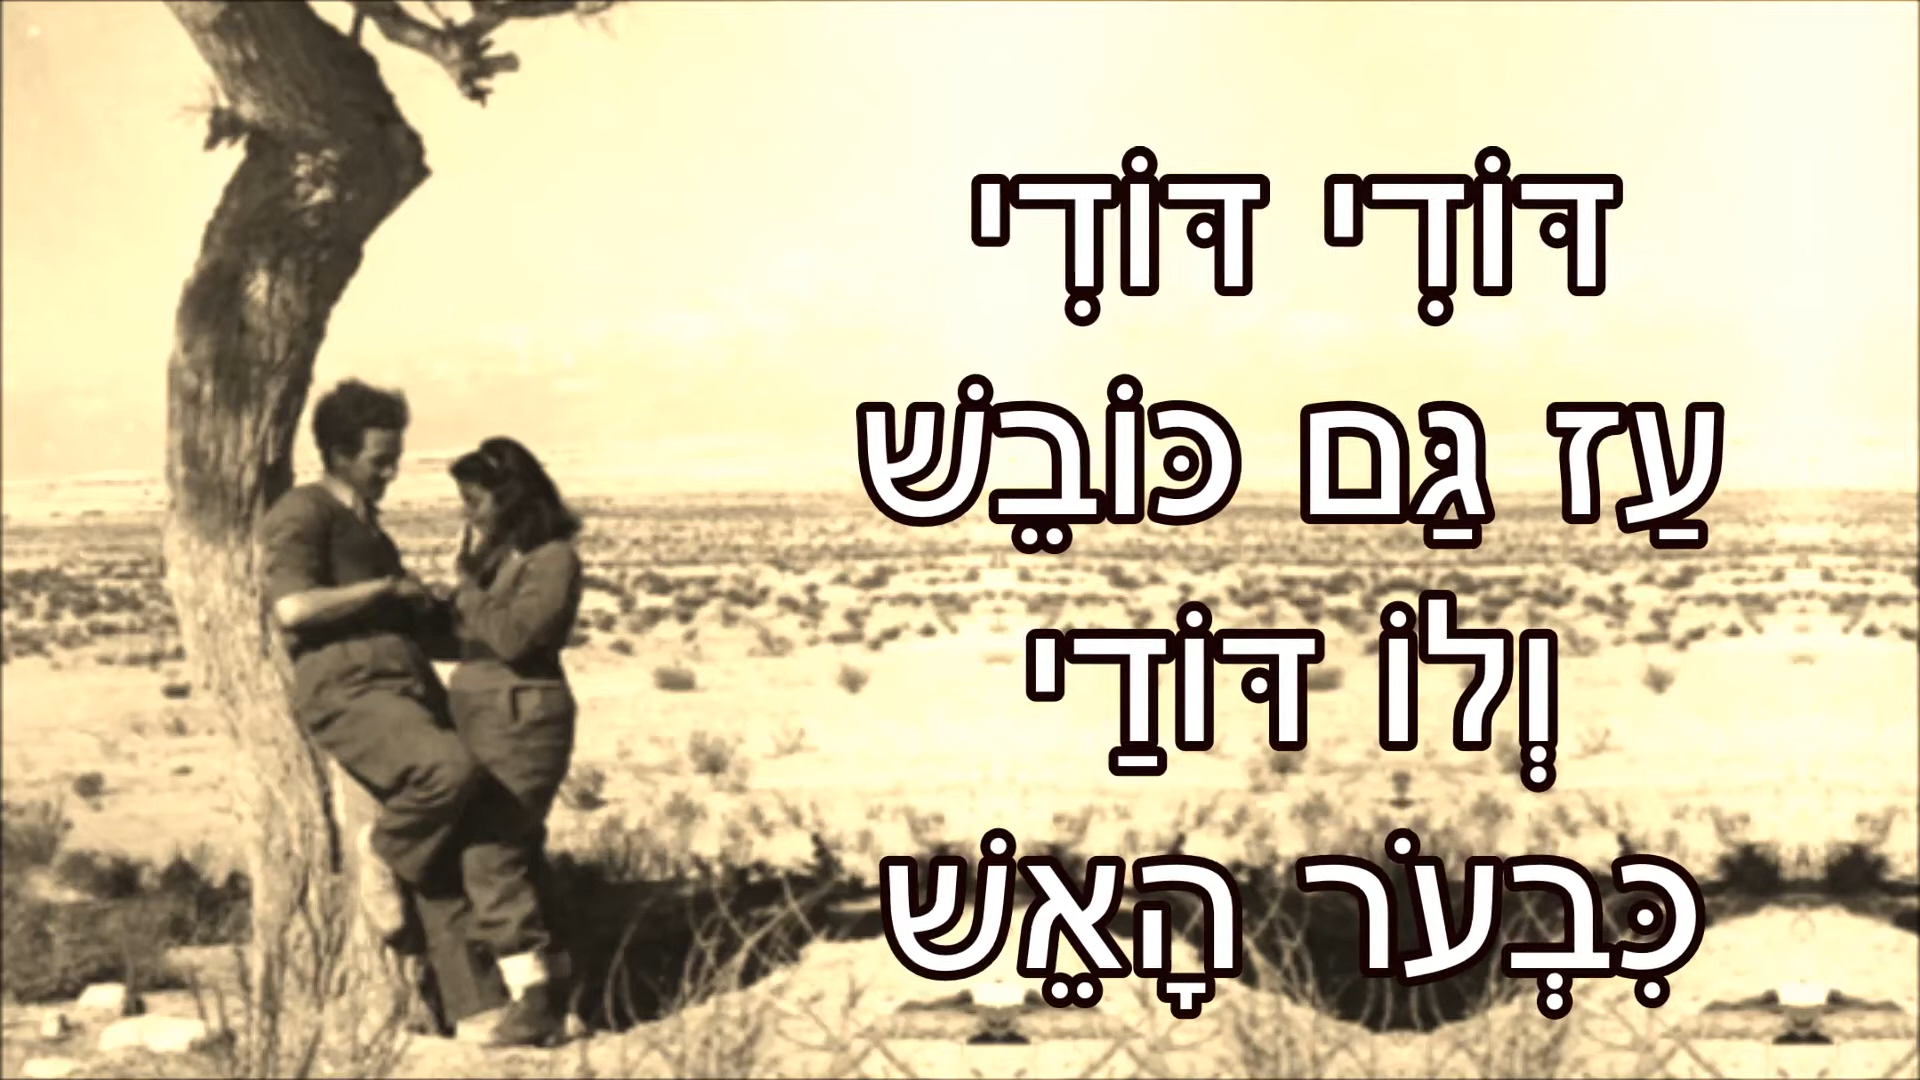 דּוֹדִי דּוֹדִי
עַז גַּם כּוֹבֵשׁ
וְלוֹ דּוֹדַי
כִּבְעֹר הָאֵשׁ